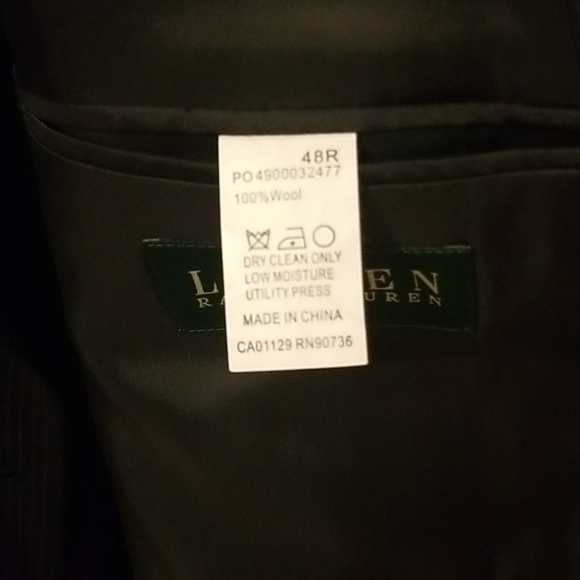 48R
PO4900032477
100%Wool
DRY CLEAN ONLY
LOW MOISTURE
UTILITY PRESS
MADE IN CHINA
CA01129 RN90736